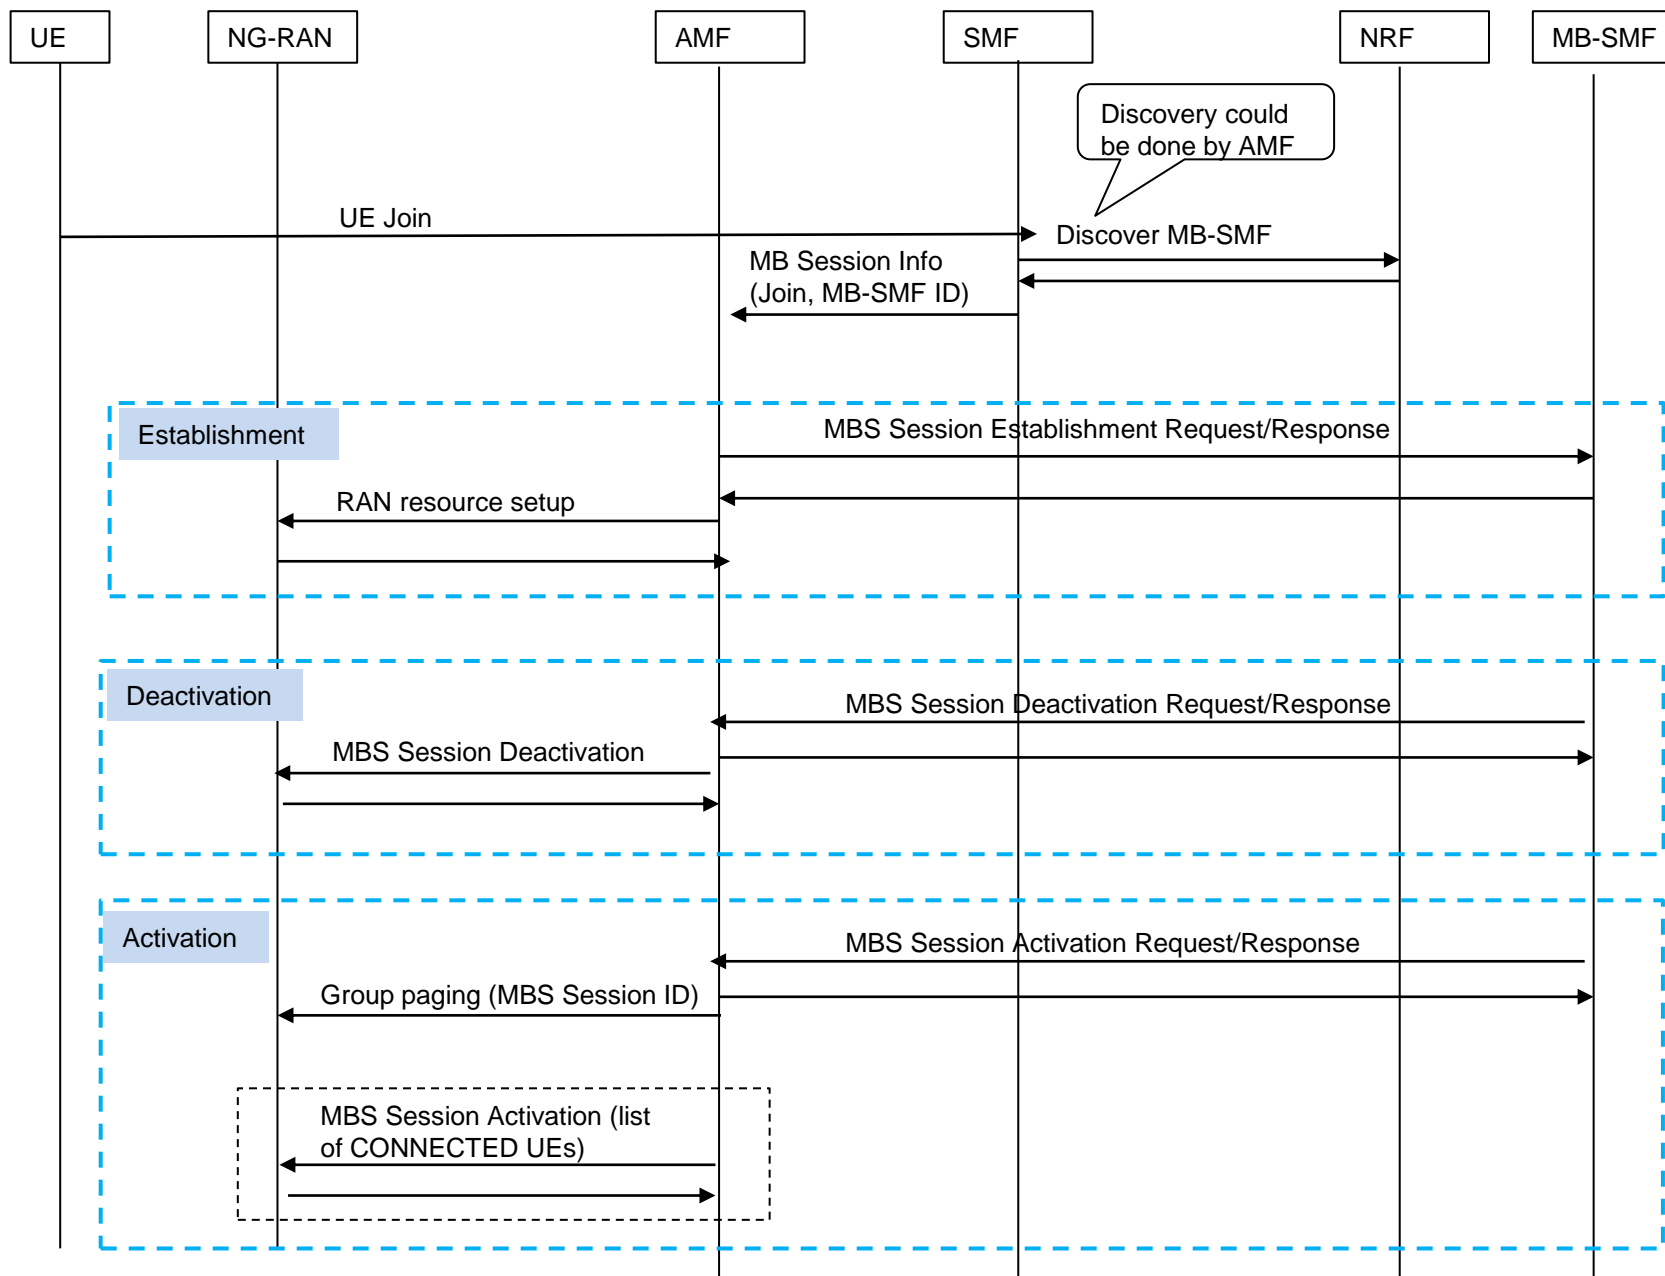 UE
NG-RAN
AMF
SMF
NRF
MB-SMF
Discovery could
be done by AMF
UE Join
Discover MB-SMF
MB Session Info
(Join, MB-SMF ID)
Establishment
MBS Session Establishment Request/Response
RAN resource setup
Deactivation
MBS Session Deactivation Request/Response
MBS Session Deactivation
Activation
MBS Session Activation Request/Response
Group paging (MBS Session ID)
MBS Session Activation (list
of CONNECTED UEs)